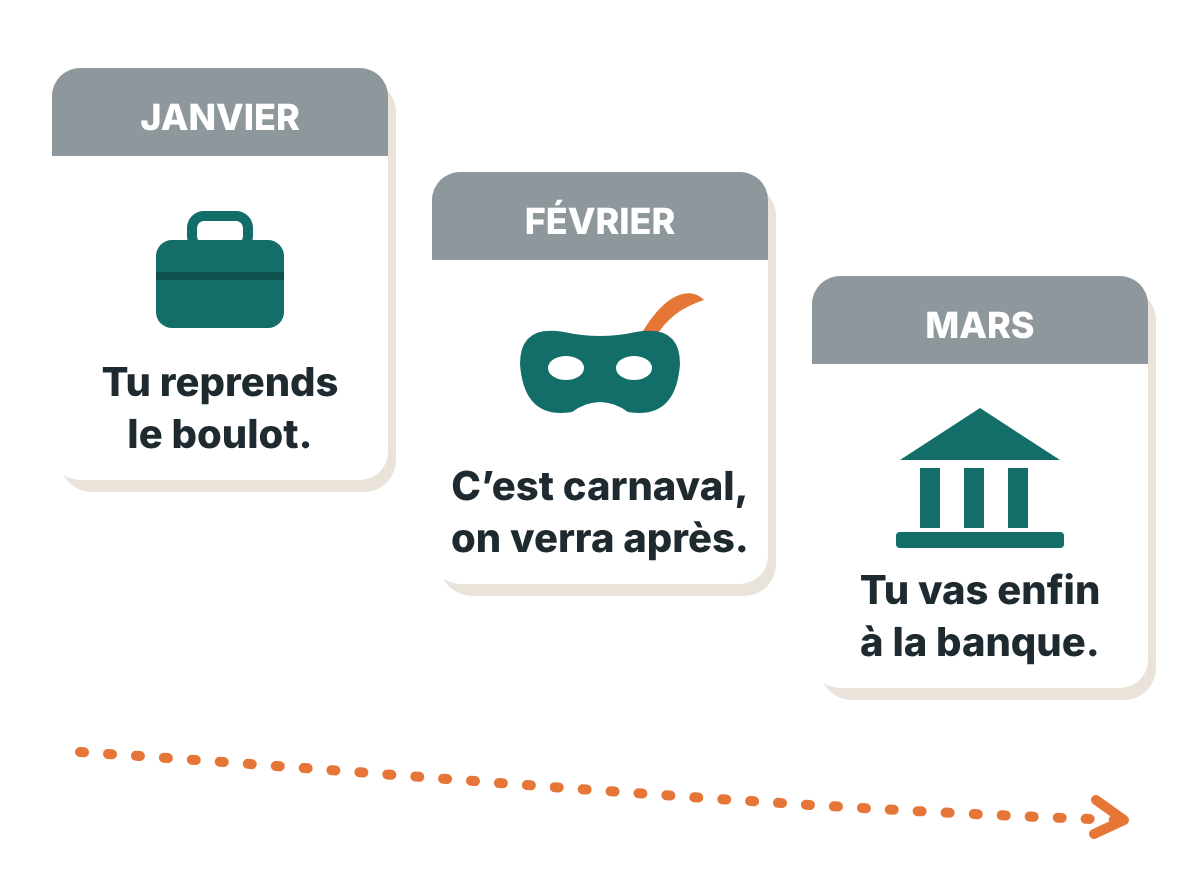 JANVIER
Tu reprends
le boulot.
FÉVRIER
C’est carnaval,
on verra après.
MARS
Tu vas enfin
à la banque.